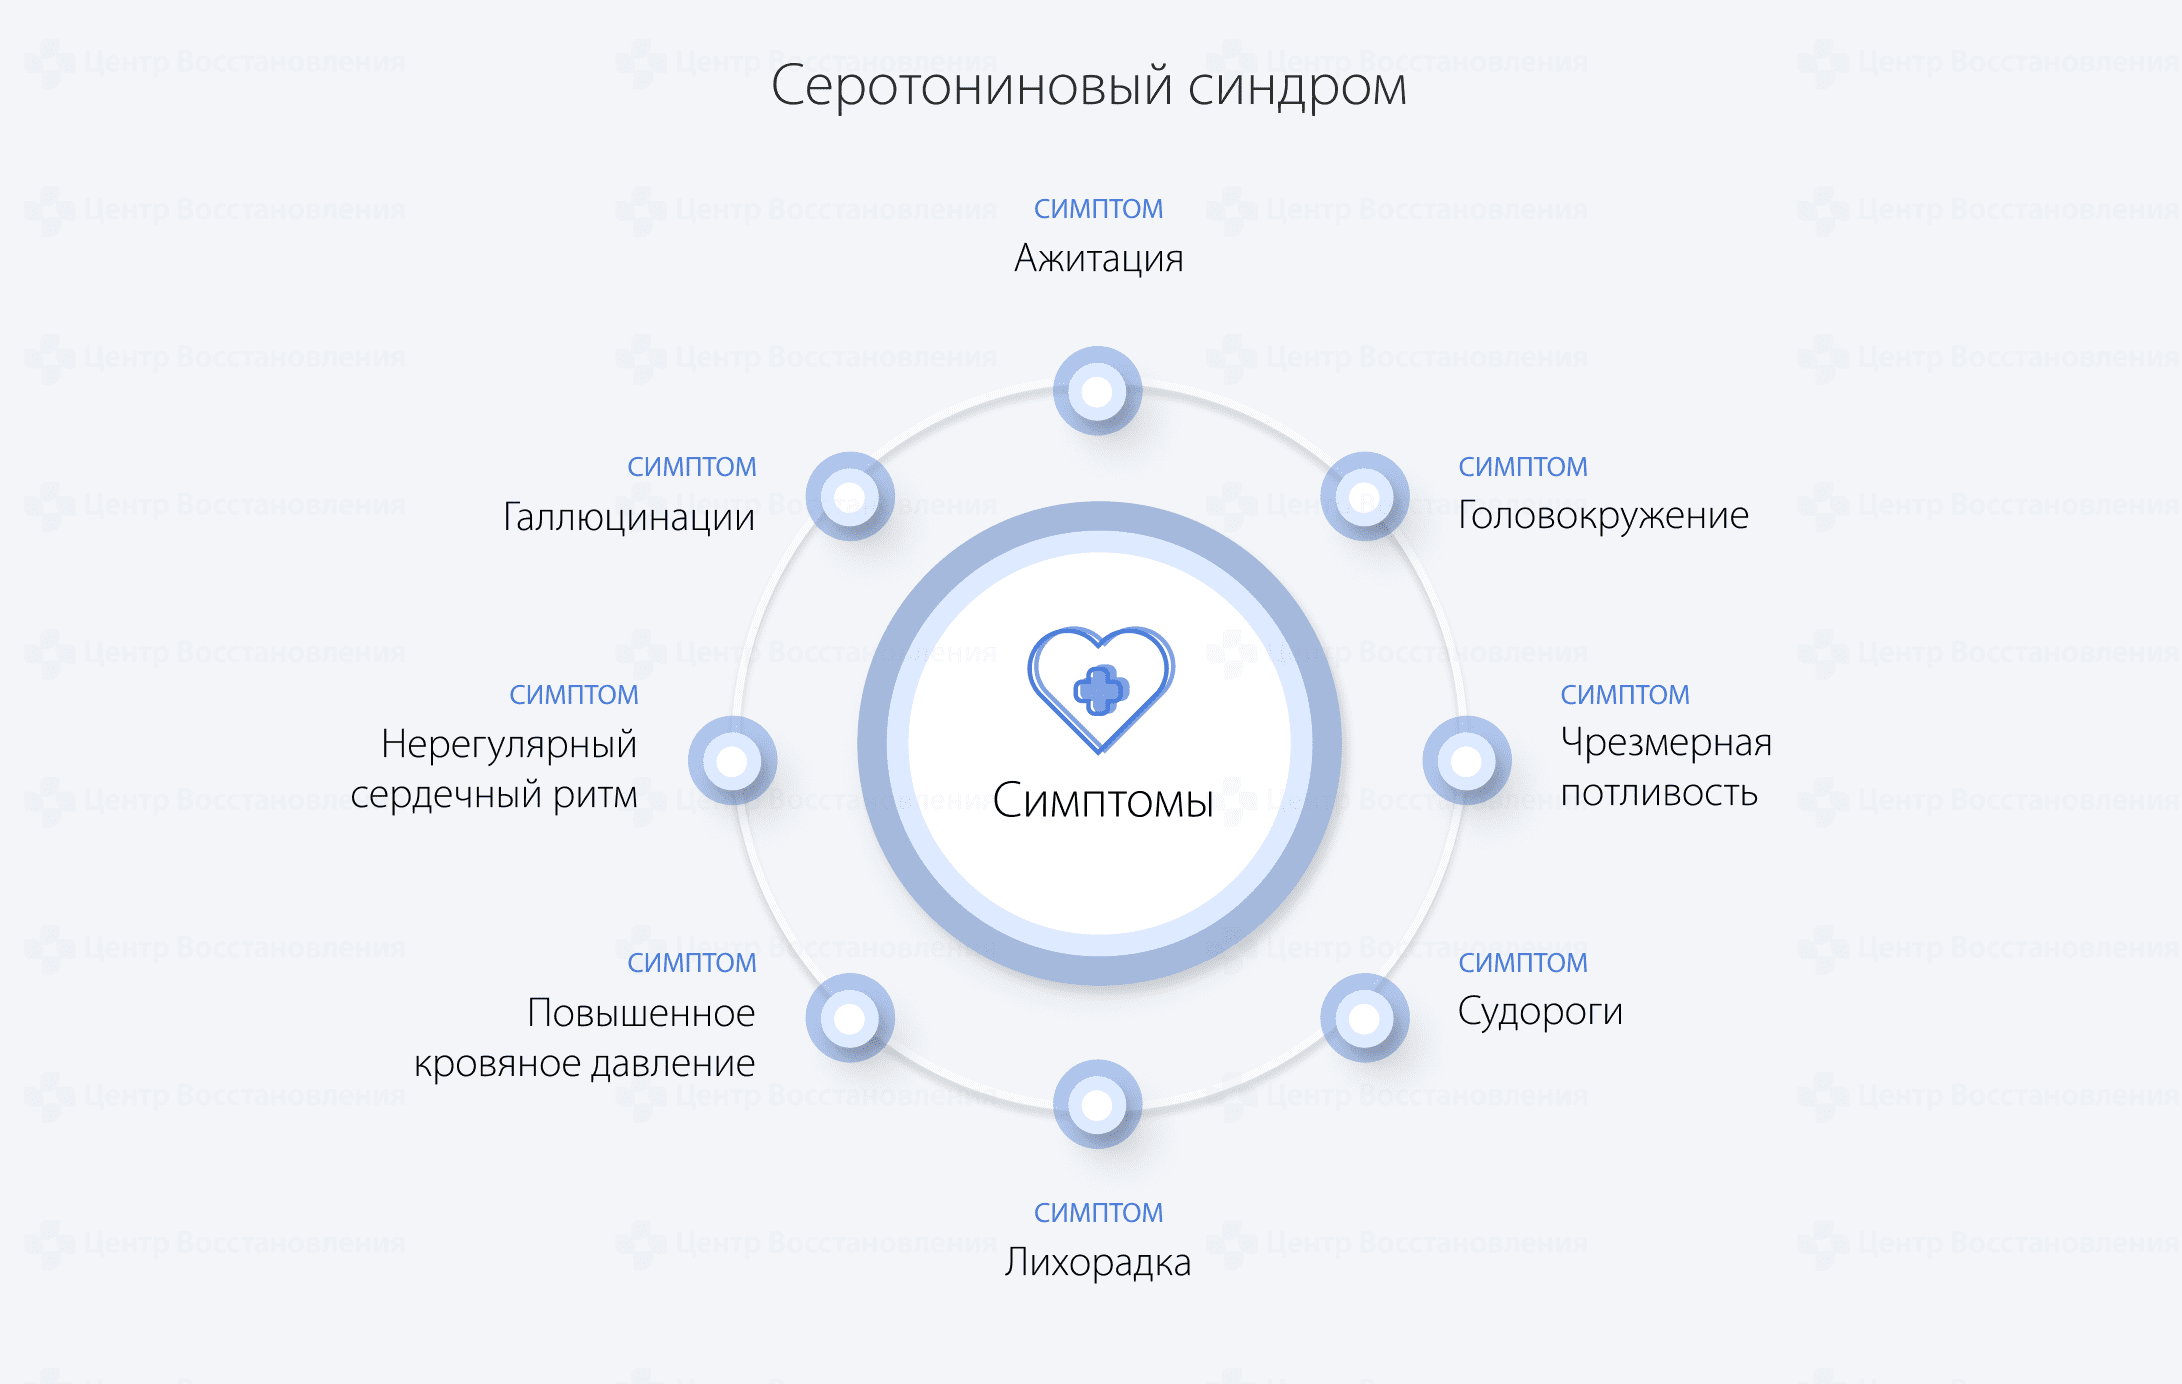 Серотониновый синдром
СИМПТОМ
Ажитация
СИМПТОМ
Галлюцинации
СИМПТОМ
Головокружение
СИМПТОМ
Нерегулярный
сердечный ритм
Симптомы
СИМПТОМ
Чрезмерная
потливость
СИМПТОМ
Повышенное
кровяное давление
СИМПТОМ
Судороги
СИМПТОМ
Лихорадка
Центр Восстановления